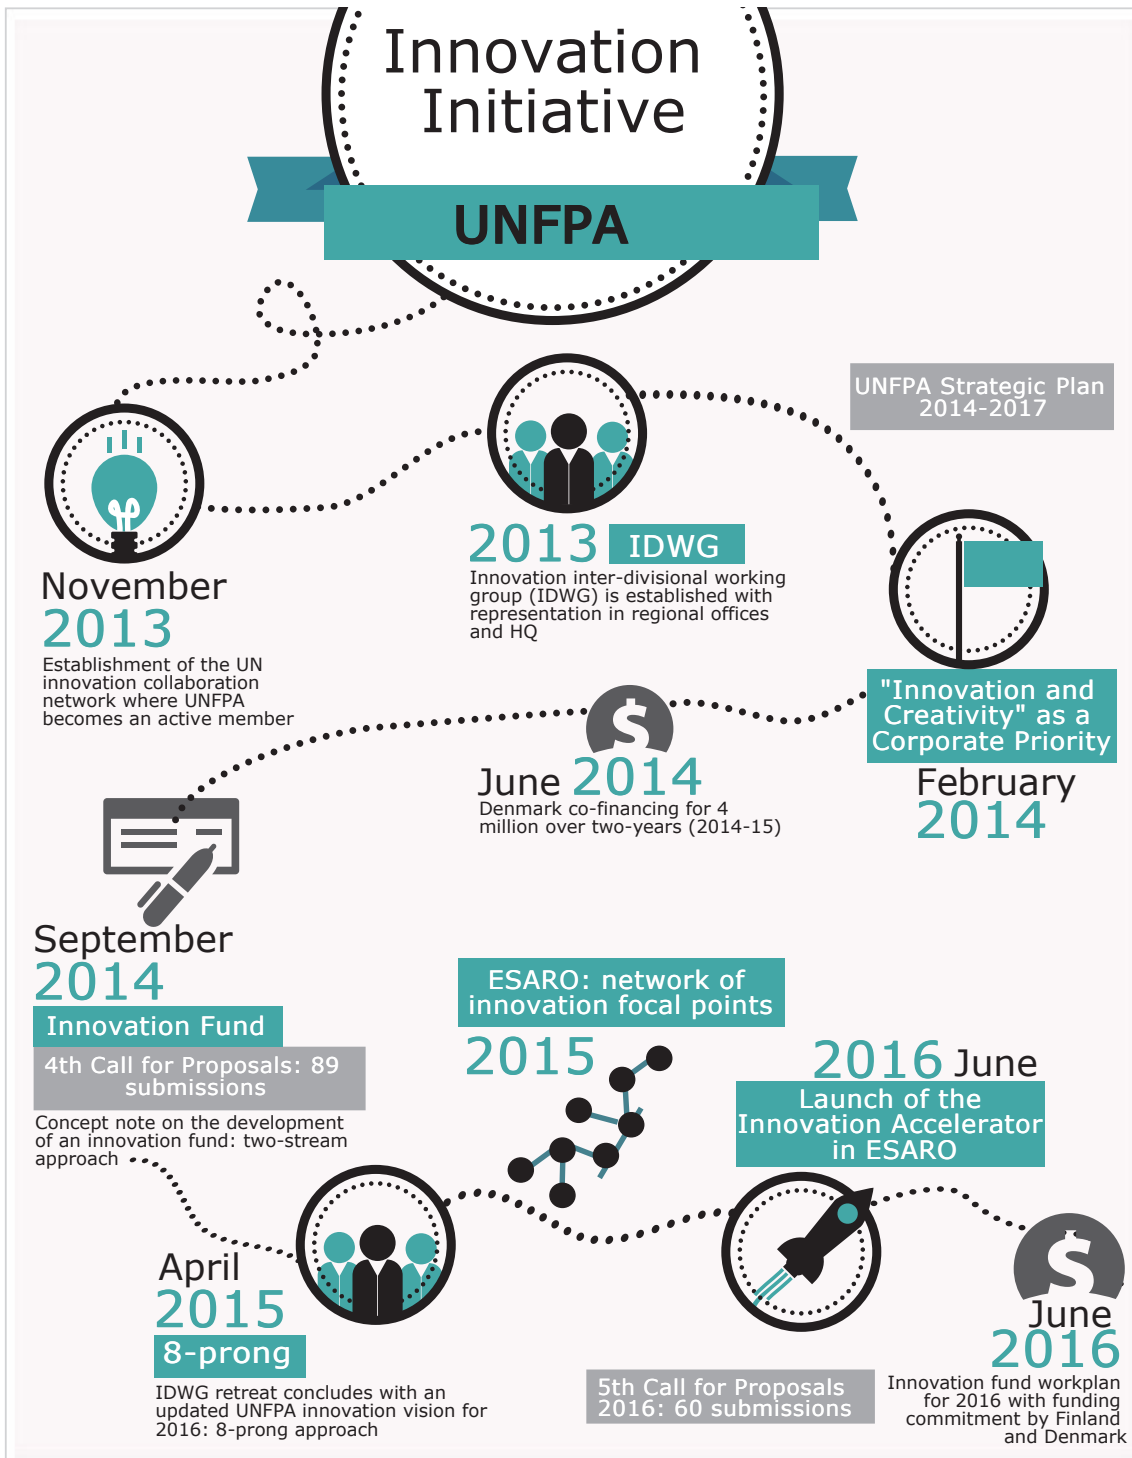 Innovation
Initiative
UNFPA
November
2013
Establishment of the UN
innovation collaboration
network where UNFPA
becomes an active member
2013 IDWG
Innovation inter-divisional working
group (IDWG) is established with
representation in regional offices
and HQ
UNFPA Strategic Plan
2014-2017
"Innovation and
Creativity" as a
Corporate Priority
February
2014
$
June 2014
Denmark co-financing for 4
million over two-years (2014-15)
September
2014
Innovation Fund
4th Call for Proposals: 89
submissions
Concept note on the development
of an innovation fund: two-stream
approach
April
2015
8-prong
IDWG retreat concludes with an
updated UNFPA innovation vision for
2016: 8-prong approach
ESARO: network of
innovation focal points
2015
2016 June
Launch of the
Innovation Accelerator
in ESARO
5th Call for Proposals
2016: 60 submissions
$
June
2016
Innovation fund workplan
for 2016 with funding
commitment by Finland
and Denmark